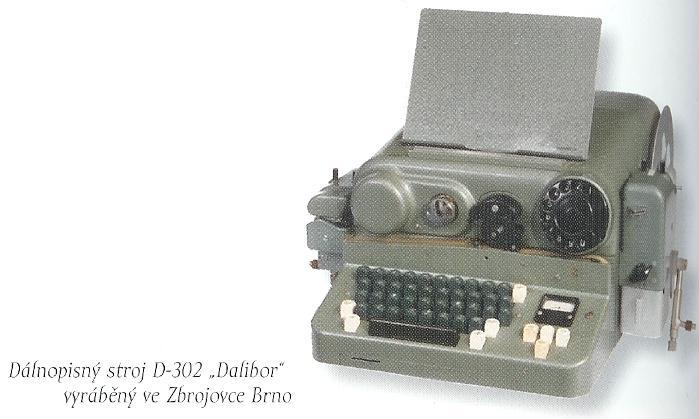 Dálnopisný stroj D-302 „Dalibor“
vyráběný ve Zbrojovce Brno